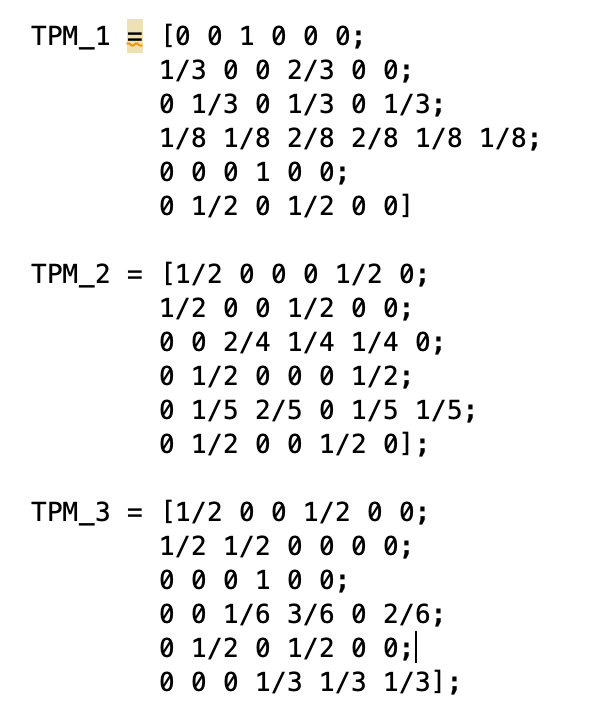 TPM_1 = [0 0 1 0 0 0;
1/3 0 0 2/3 0 0;
0 1/3 0 1/3 0 1/3;
1/8 1/8 2/8 2/8 1/8 1/8;
0 0 0 1 0 0;
0 1/2 0 1/2 0 0]
TPM_2 = [1/2 0 0 0 1/2 0;
1/2 0 0 1/2 0 0;
0 0 2/4 1/4 1/4 0;
0 1/2 0 0 0 1/2;
0 1/5 2/5 0 1/5 1/5;
0 1/2 0 0 1/2 0];
TPM_3 = [1/2 0 0 1/2 0 0;
1/2 1/2 0 0 0 0;
0 0 0 1 0 0;
0 0 1/6 3/6 0 2/6;
0 1/2 0 1/2 0 0;
0 0 0 1/3 1/3 1/3];